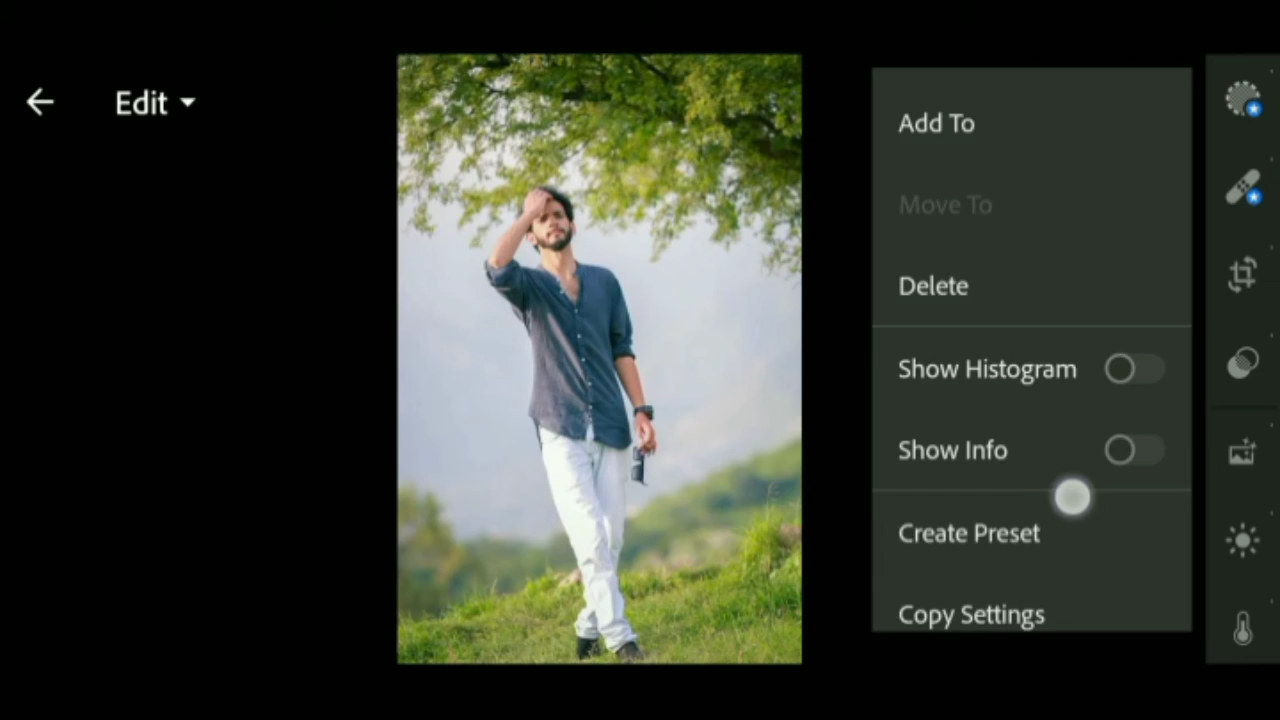 Edit
Add To
Move To
Delete
Show Histogram
Show Info
Create Preset
Copy Settings